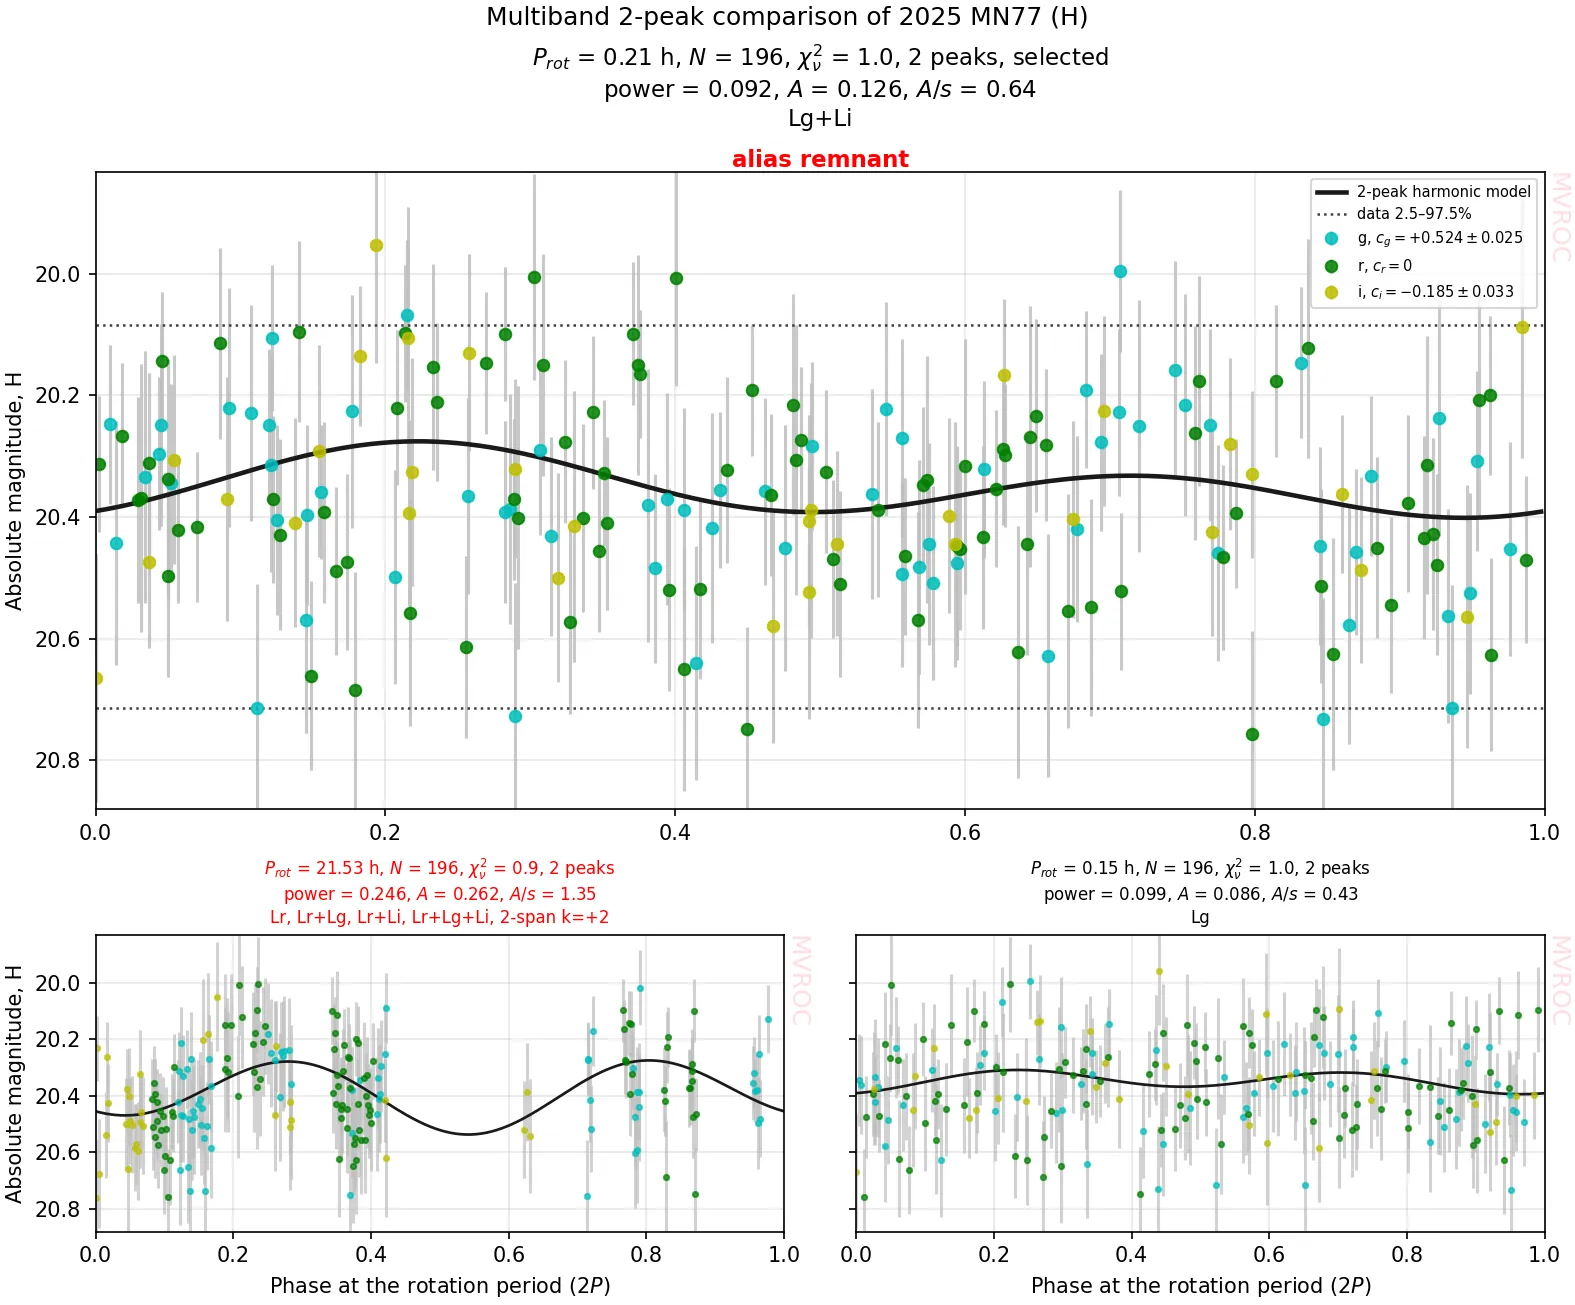 Multiband 2-peak comparison of 2025 MN77 (H)
P_rot = 0.21 h, N = 196, χ²_ν = 1.0, 2 peaks, selected
power = 0.092, A = 0.126, A/s = 0.64
Lg+Li
alias remnant
2-peak harmonic model
data 2.5–97.5%
g, c_g = +0.524 ± 0.025
r, c_r = 0
i, c_i = −0.185 ± 0.033
MVROC
Absolute magnitude, H
20.0
20.2
20.4
20.6
20.8
0.0 0.2 0.4 0.6 0.8 1.0
P_rot = 21.53 h, N = 196, χ²_ν = 0.9, 2 peaks
power = 0.246, A = 0.262, A/s = 1.35
Lr, Lr+Lg, Lr+Li, Lr+Lg+Li, 2-span k=+2
MVROC
Absolute magnitude, H
20.0
20.2
20.4
20.6
20.8
0.0 0.2 0.4 0.6 0.8 1.0
Phase at the rotation period (2P)
P_rot = 0.15 h, N = 196, χ²_ν = 1.0, 2 peaks
power = 0.099, A = 0.086, A/s = 0.43
Lg
MVROC
0.0 0.2 0.4 0.6 0.8 1.0
Phase at the rotation period (2P)